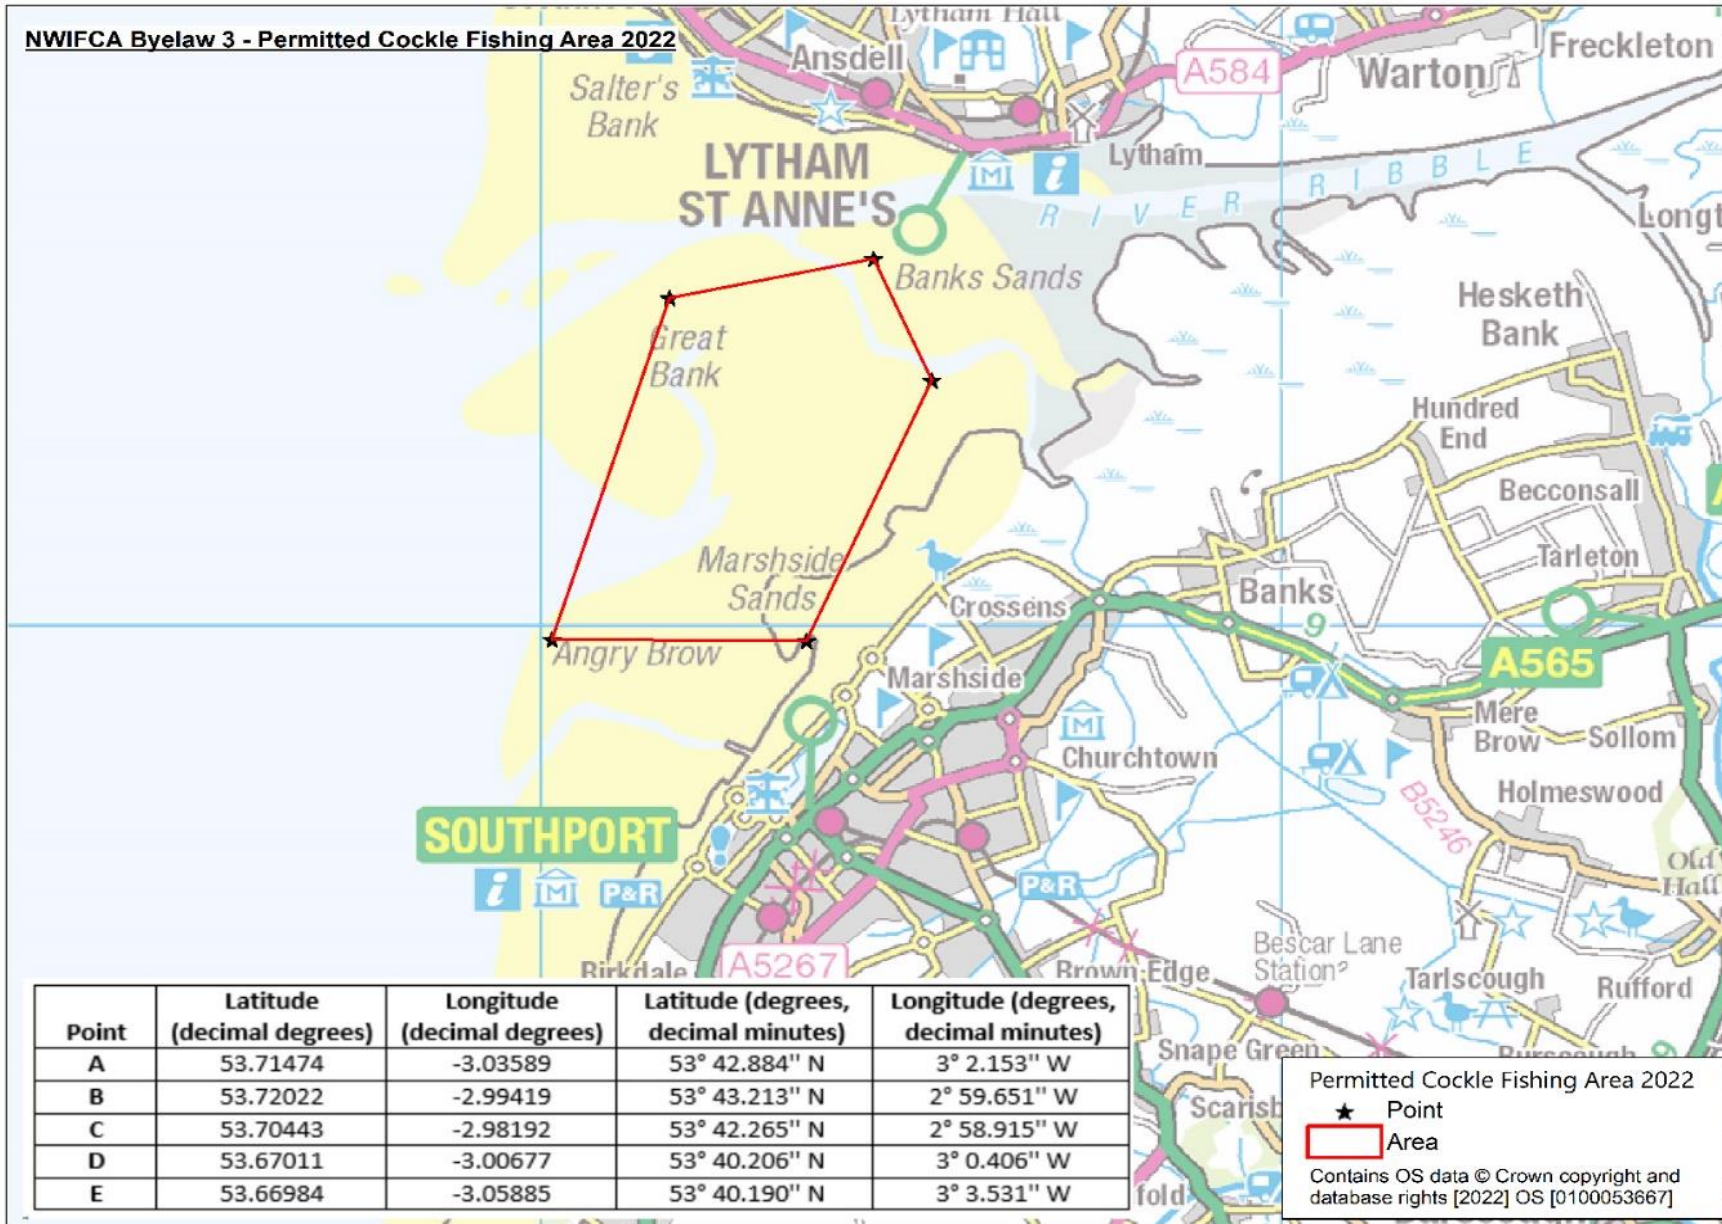 NWIFCA Byelaw 3 - Permitted Cockle Fishing Area 2022
Lytham Hall
Ansdell
A584
Freckleton
Warton
Salter's
Bank
LYTHAM
ST ANNE'S
Lytham
RIVER RIBBLE
Banks Sands
Hesketh
Bank
Great
Bank
Hundred
End
Becconsall
Tarleton
Marshside
Sands
Crossens
Banks
9
A565
Angry Brow
Marshside
Mere
Brow
Sollom
Churchtown
Holmeswood
B5246
SOUTHPORT
i
M
P&R
P&R
M
i
M
Birkdale
A5267
Brown Edge
Bescar Lane
Station
Tarlscough
Rufford
Snape Green
9
Point Latitude (decimal degrees) Longitude (decimal degrees) Latitude (degrees, decimal minutes) Longitude (degrees, decimal minutes)
A 53.71474 -3.03589 53° 42.884'' N 3° 2.153'' W
B 53.72022 -2.99419 53° 43.213'' N 2° 59.651'' W
C 53.70443 -2.98192 53° 42.265'' N 2° 58.915'' W
D 53.67011 -3.00677 53° 40.206'' N 3° 0.406'' W
E 53.66984 -3.05885 53° 40.190'' N 3° 3.531'' W
Permitted Cockle Fishing Area 2022
Point
Area
Contains OS data © Crown copyright and
database rights [2022] OS [0100053667]